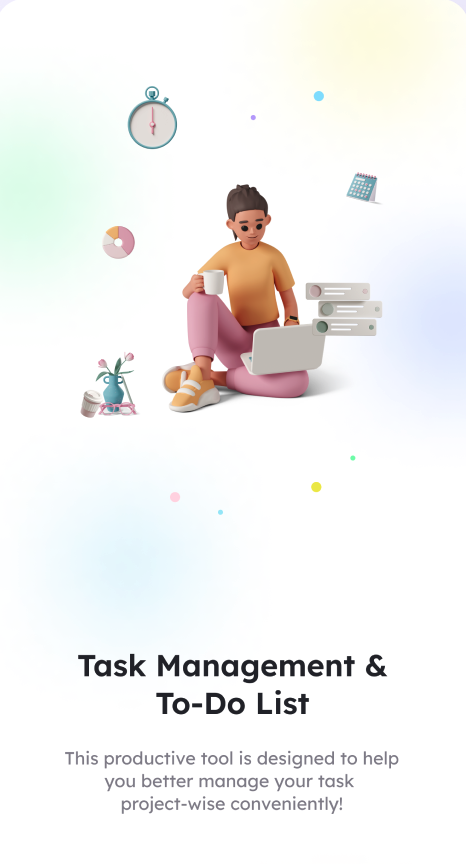 Task Management &
To-Do List
This productive tool is designed to help
you better manage your task
project-wise conveniently!